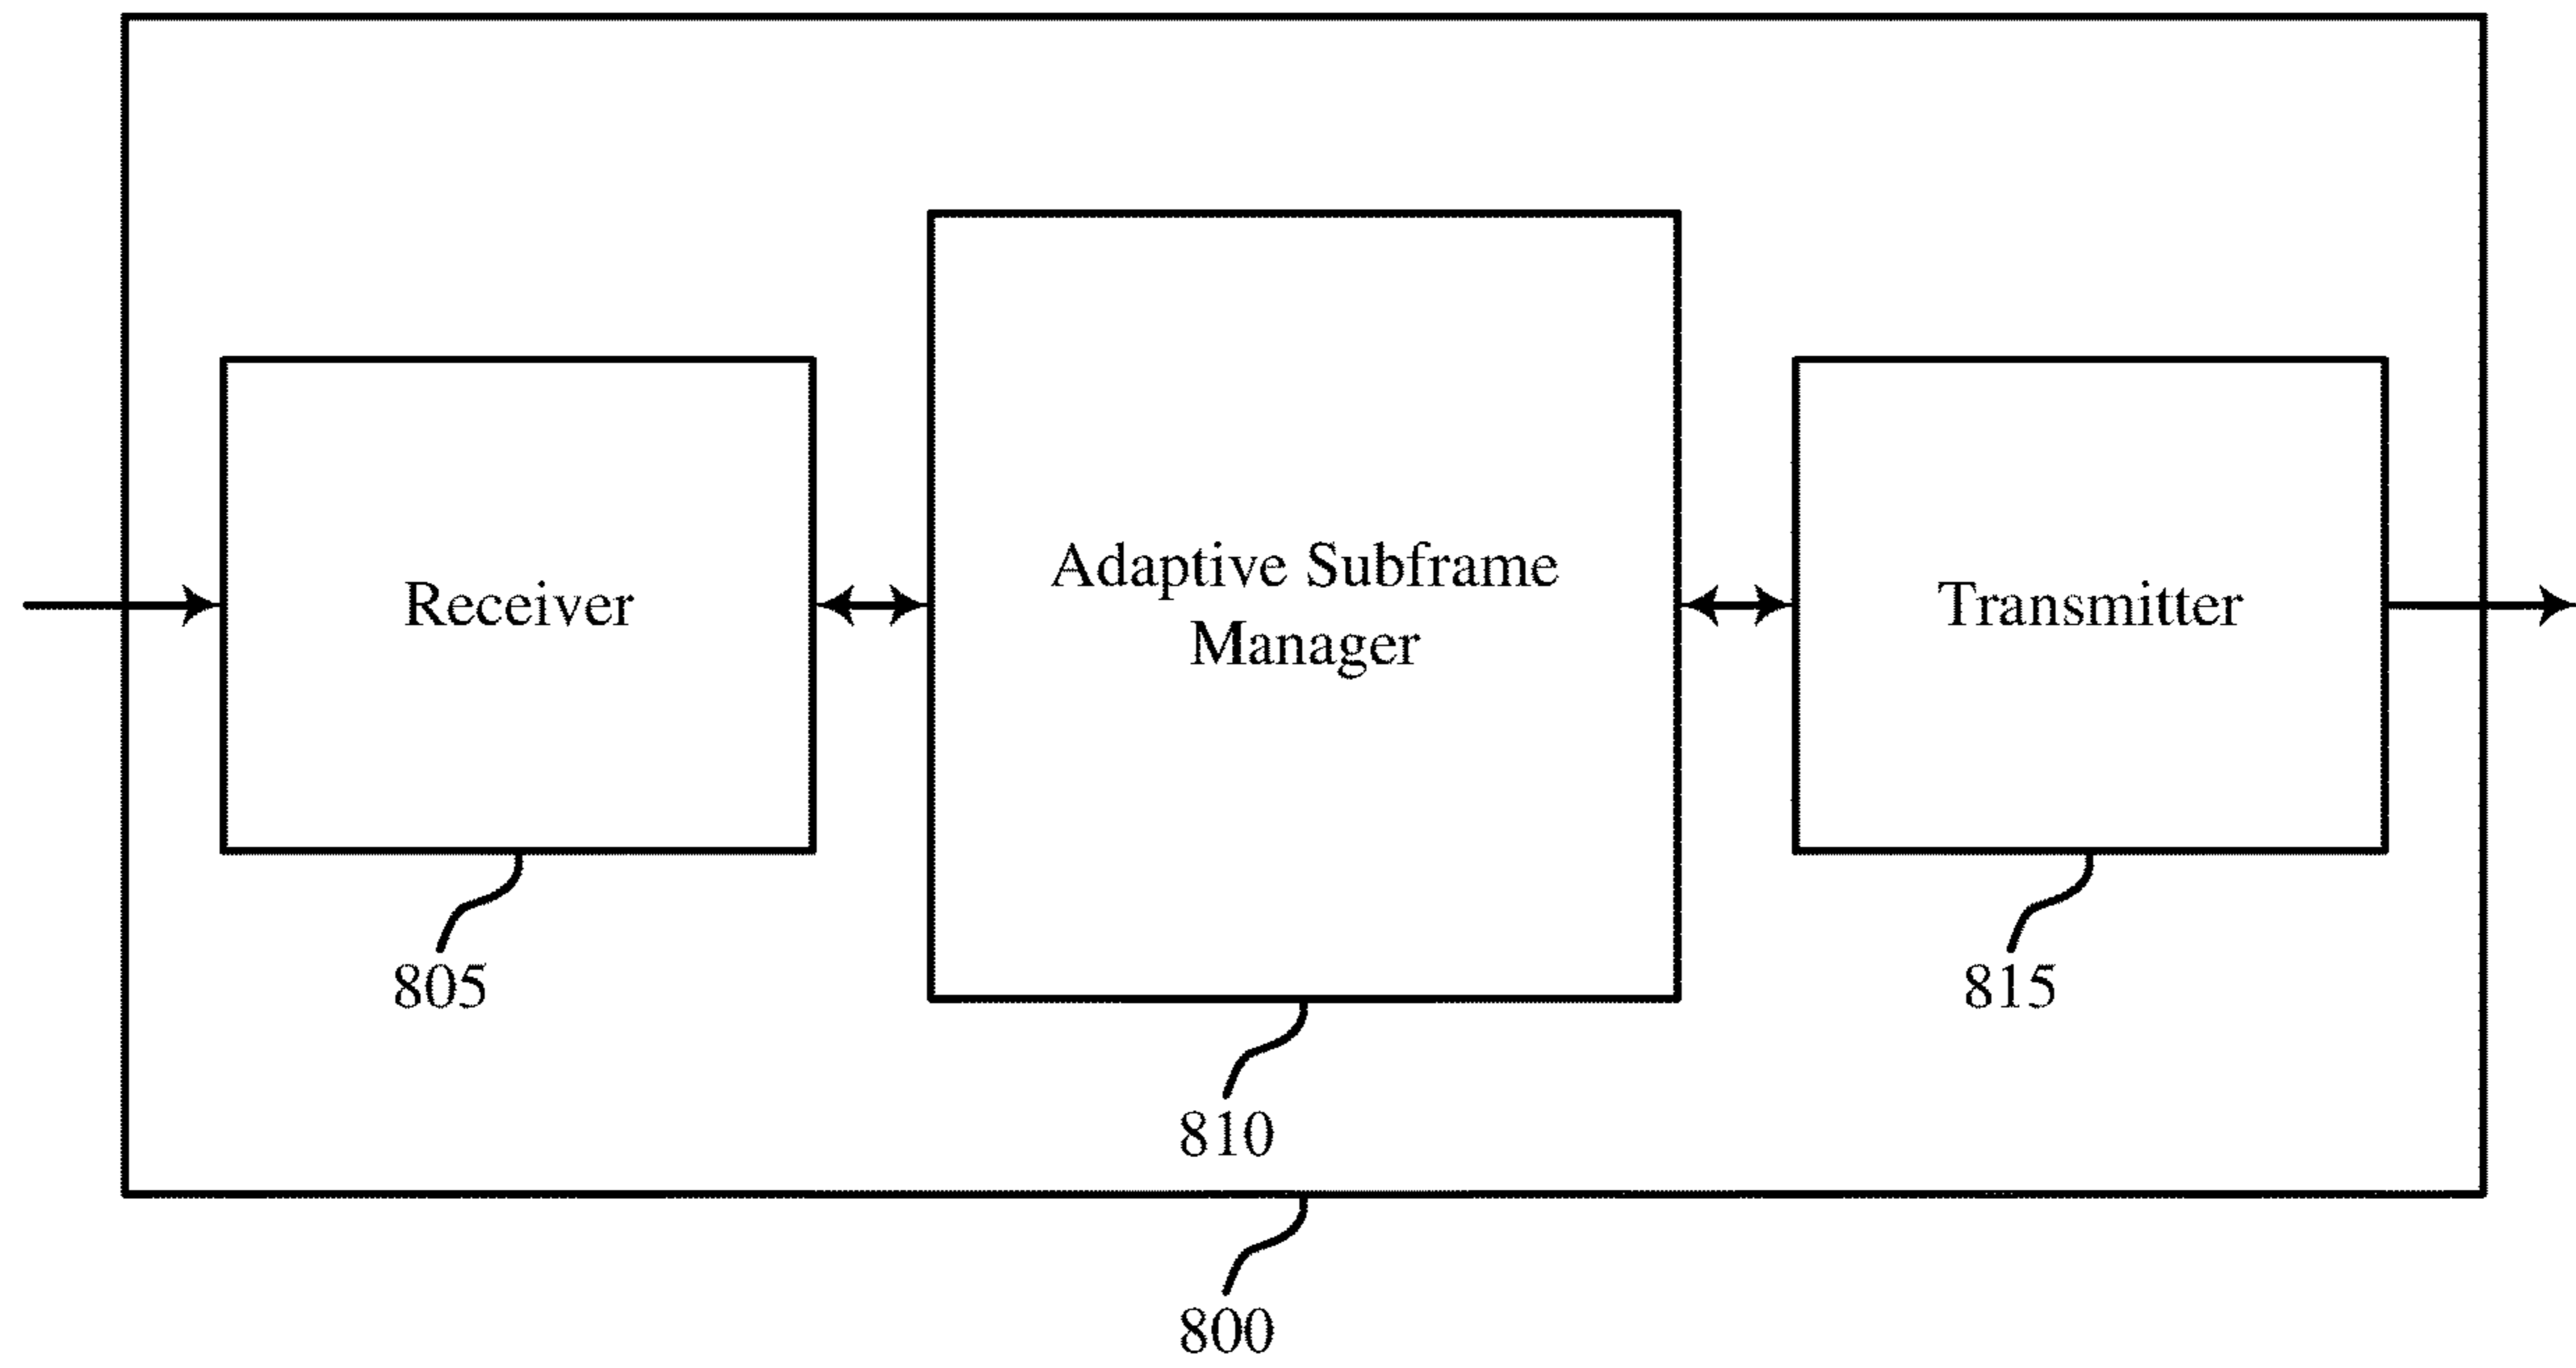 Receiver
Adaptive Subframe
Manager
Transmitter
805
815
810
800